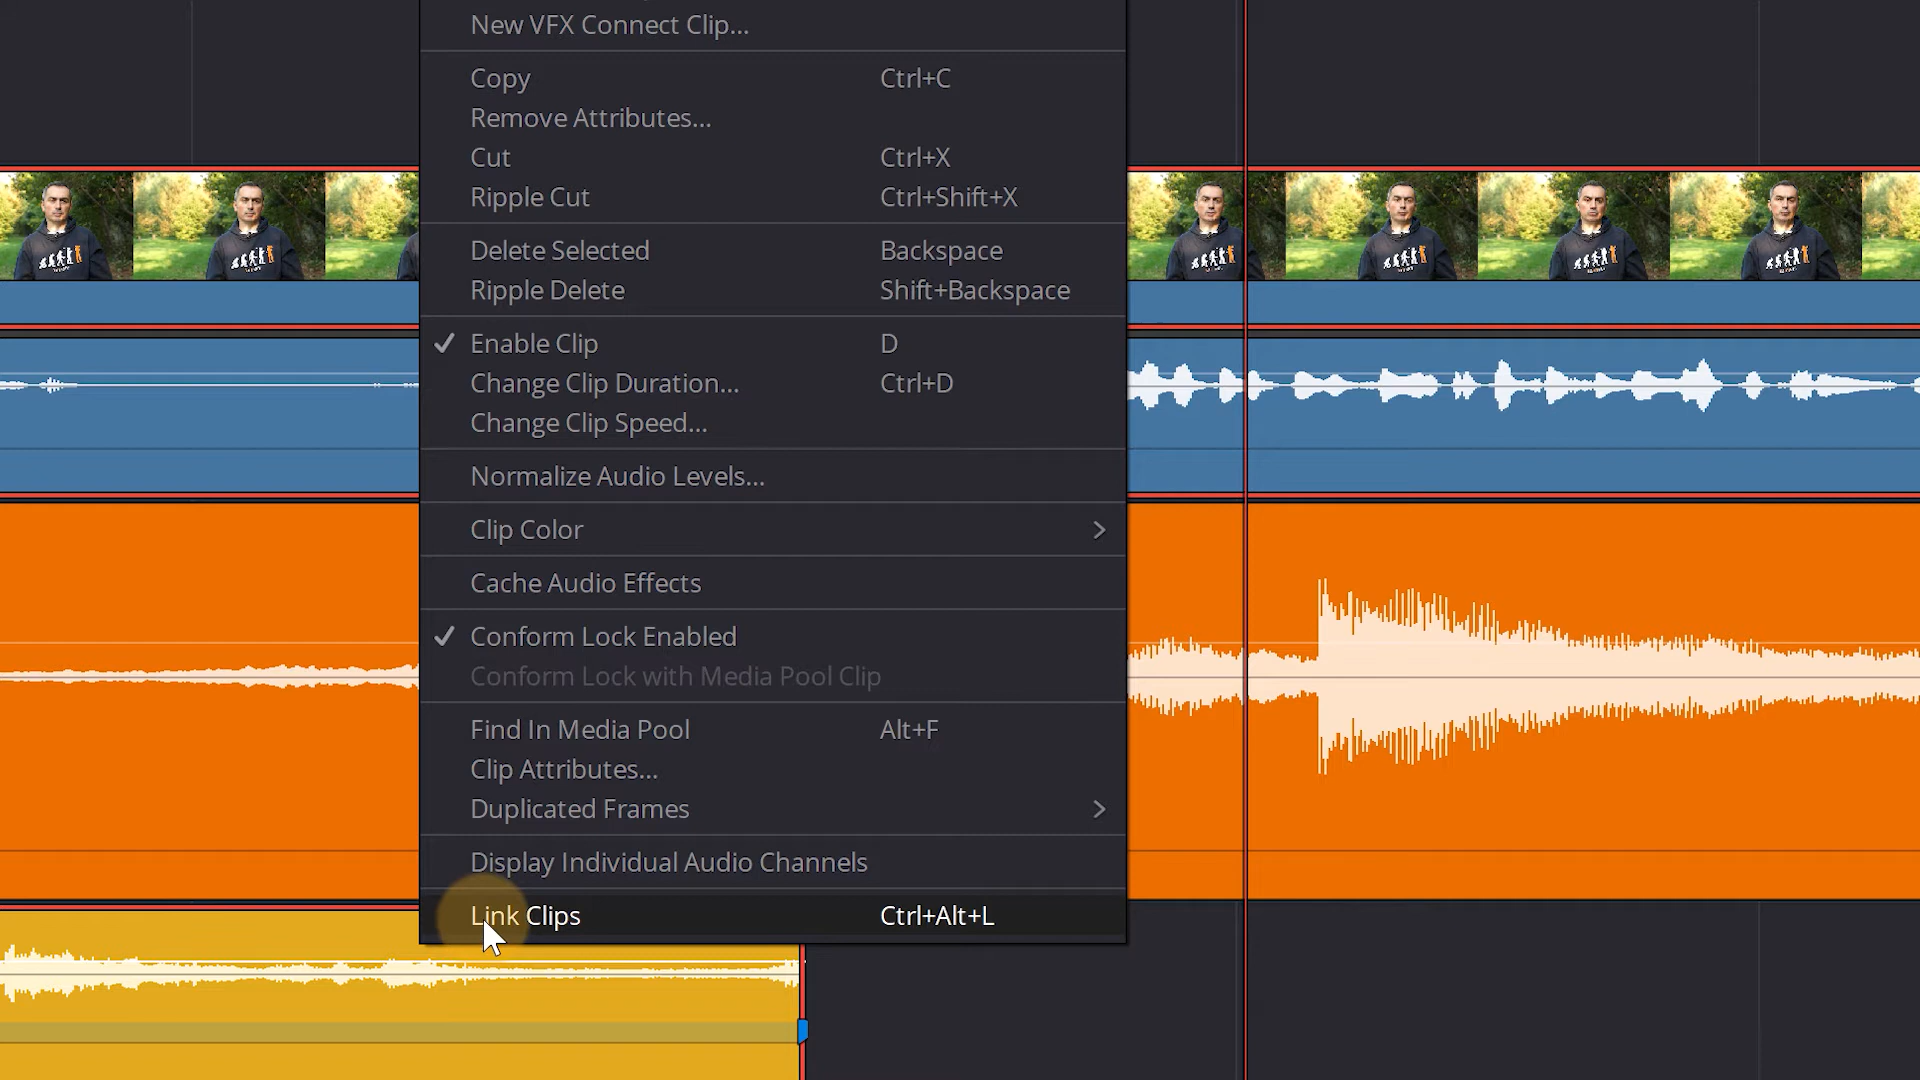 New VFX Connect Clip...
Copy Ctrl+C
Remove Attributes...
Cut Ctrl+X
Ripple Cut Ctrl+Shift+X
Delete Selected Backspace
Ripple Delete Shift+Backspace
Enable Clip D
Change Clip Duration... Ctrl+D
Change Clip Speed...
Normalize Audio Levels...
Clip Color
Cache Audio Effects
Conform Lock Enabled
Conform Lock with Media Pool Clip
Find In Media Pool Alt+F
Clip Attributes...
Duplicated Frames
Display Individual Audio Channels
Link Clips Ctrl+Alt+L